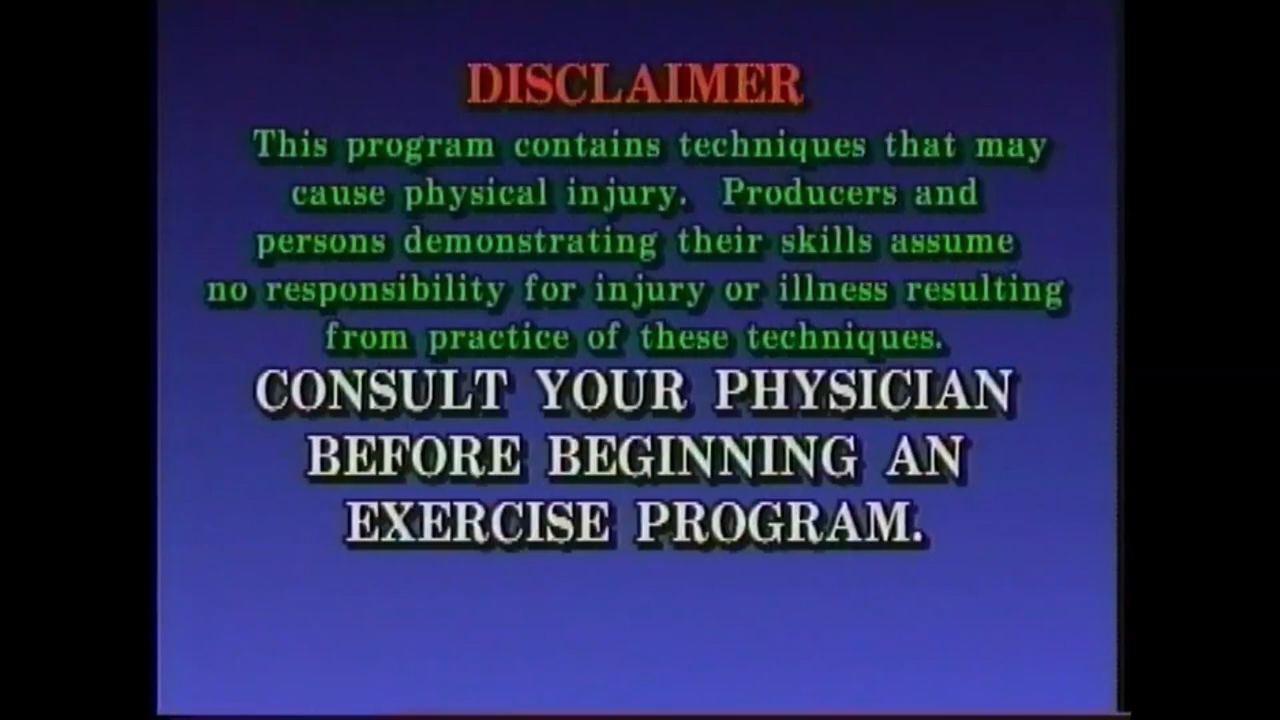 DISCLAIMER
This program contains techniques that may
cause physical injury. Producers and
persons demonstrating their skills assume
no responsibility for injury or illness resulting
from practice of these techniques.
CONSULT YOUR PHYSICIAN
BEFORE BEGINNING AN
EXERCISE PROGRAM.